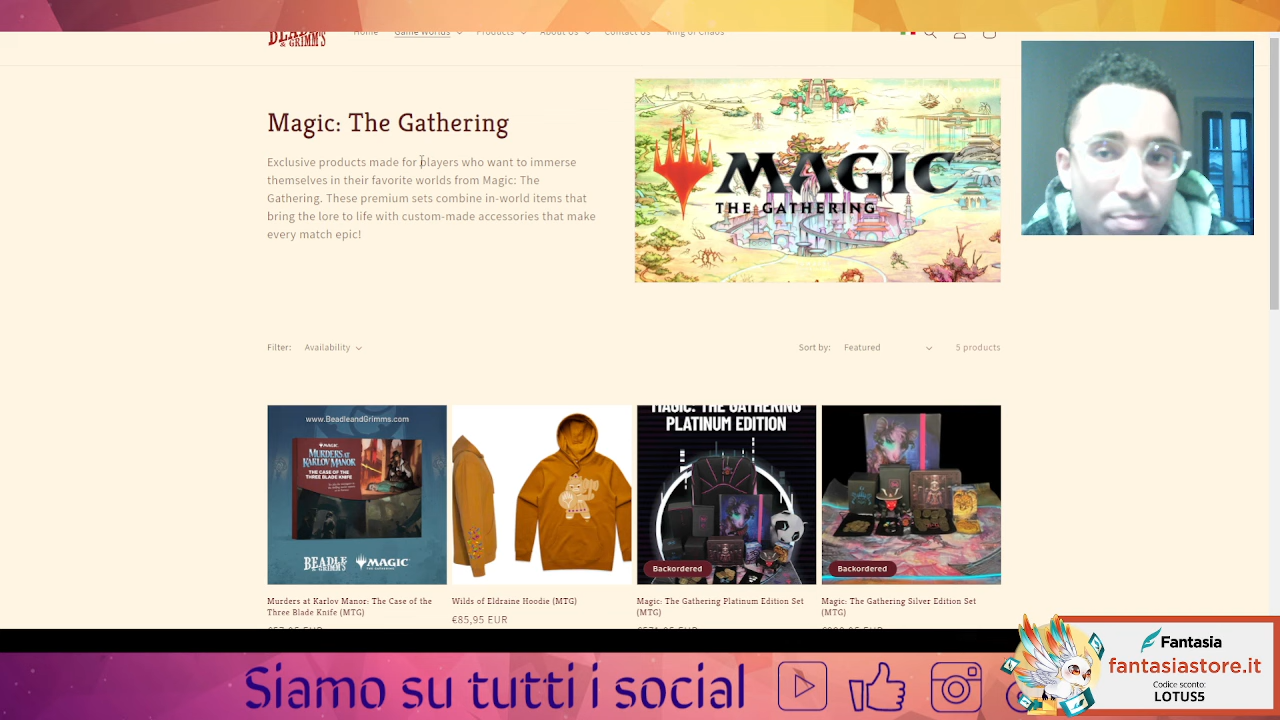 BEADLE
& GRIMM'S
Home Game Worlds Products About Us Contact Us Ring of Chaos
Magic: The Gathering
Exclusive products made for players who want to immerse
themselves in their favorite worlds from Magic: The
Gathering. These premium sets combine in-world items that
bring the lore to life with custom-made accessories that make
every match epic!
MAGIC
THE GATHERING
Filter: Availability
Sort by: Featured
5 products
www.BeadleandGrimms.com
MAGIC
MURDERS AT
KARLOV MANOR
THE CASE OF THE
THREE BLADE KNIFE
BEADLE
& GRIMM'S
MAGIC
MAGIC: THE GATHERING
PLATINUM EDITION
Backordered
Backordered
Murders at Karlov Manor: The Case of the
Three Blade Knife (MTG)
Wilds of Eldraine Hoodie (MTG)
€85,95 EUR
Magic: The Gathering Platinum Edition Set
(MTG)
Magic: The Gathering Silver Edition Set
(MTG)
Siamo su tutti i social
Fantasia
fantasiastore.it
Codice sconto:
LOTUS5